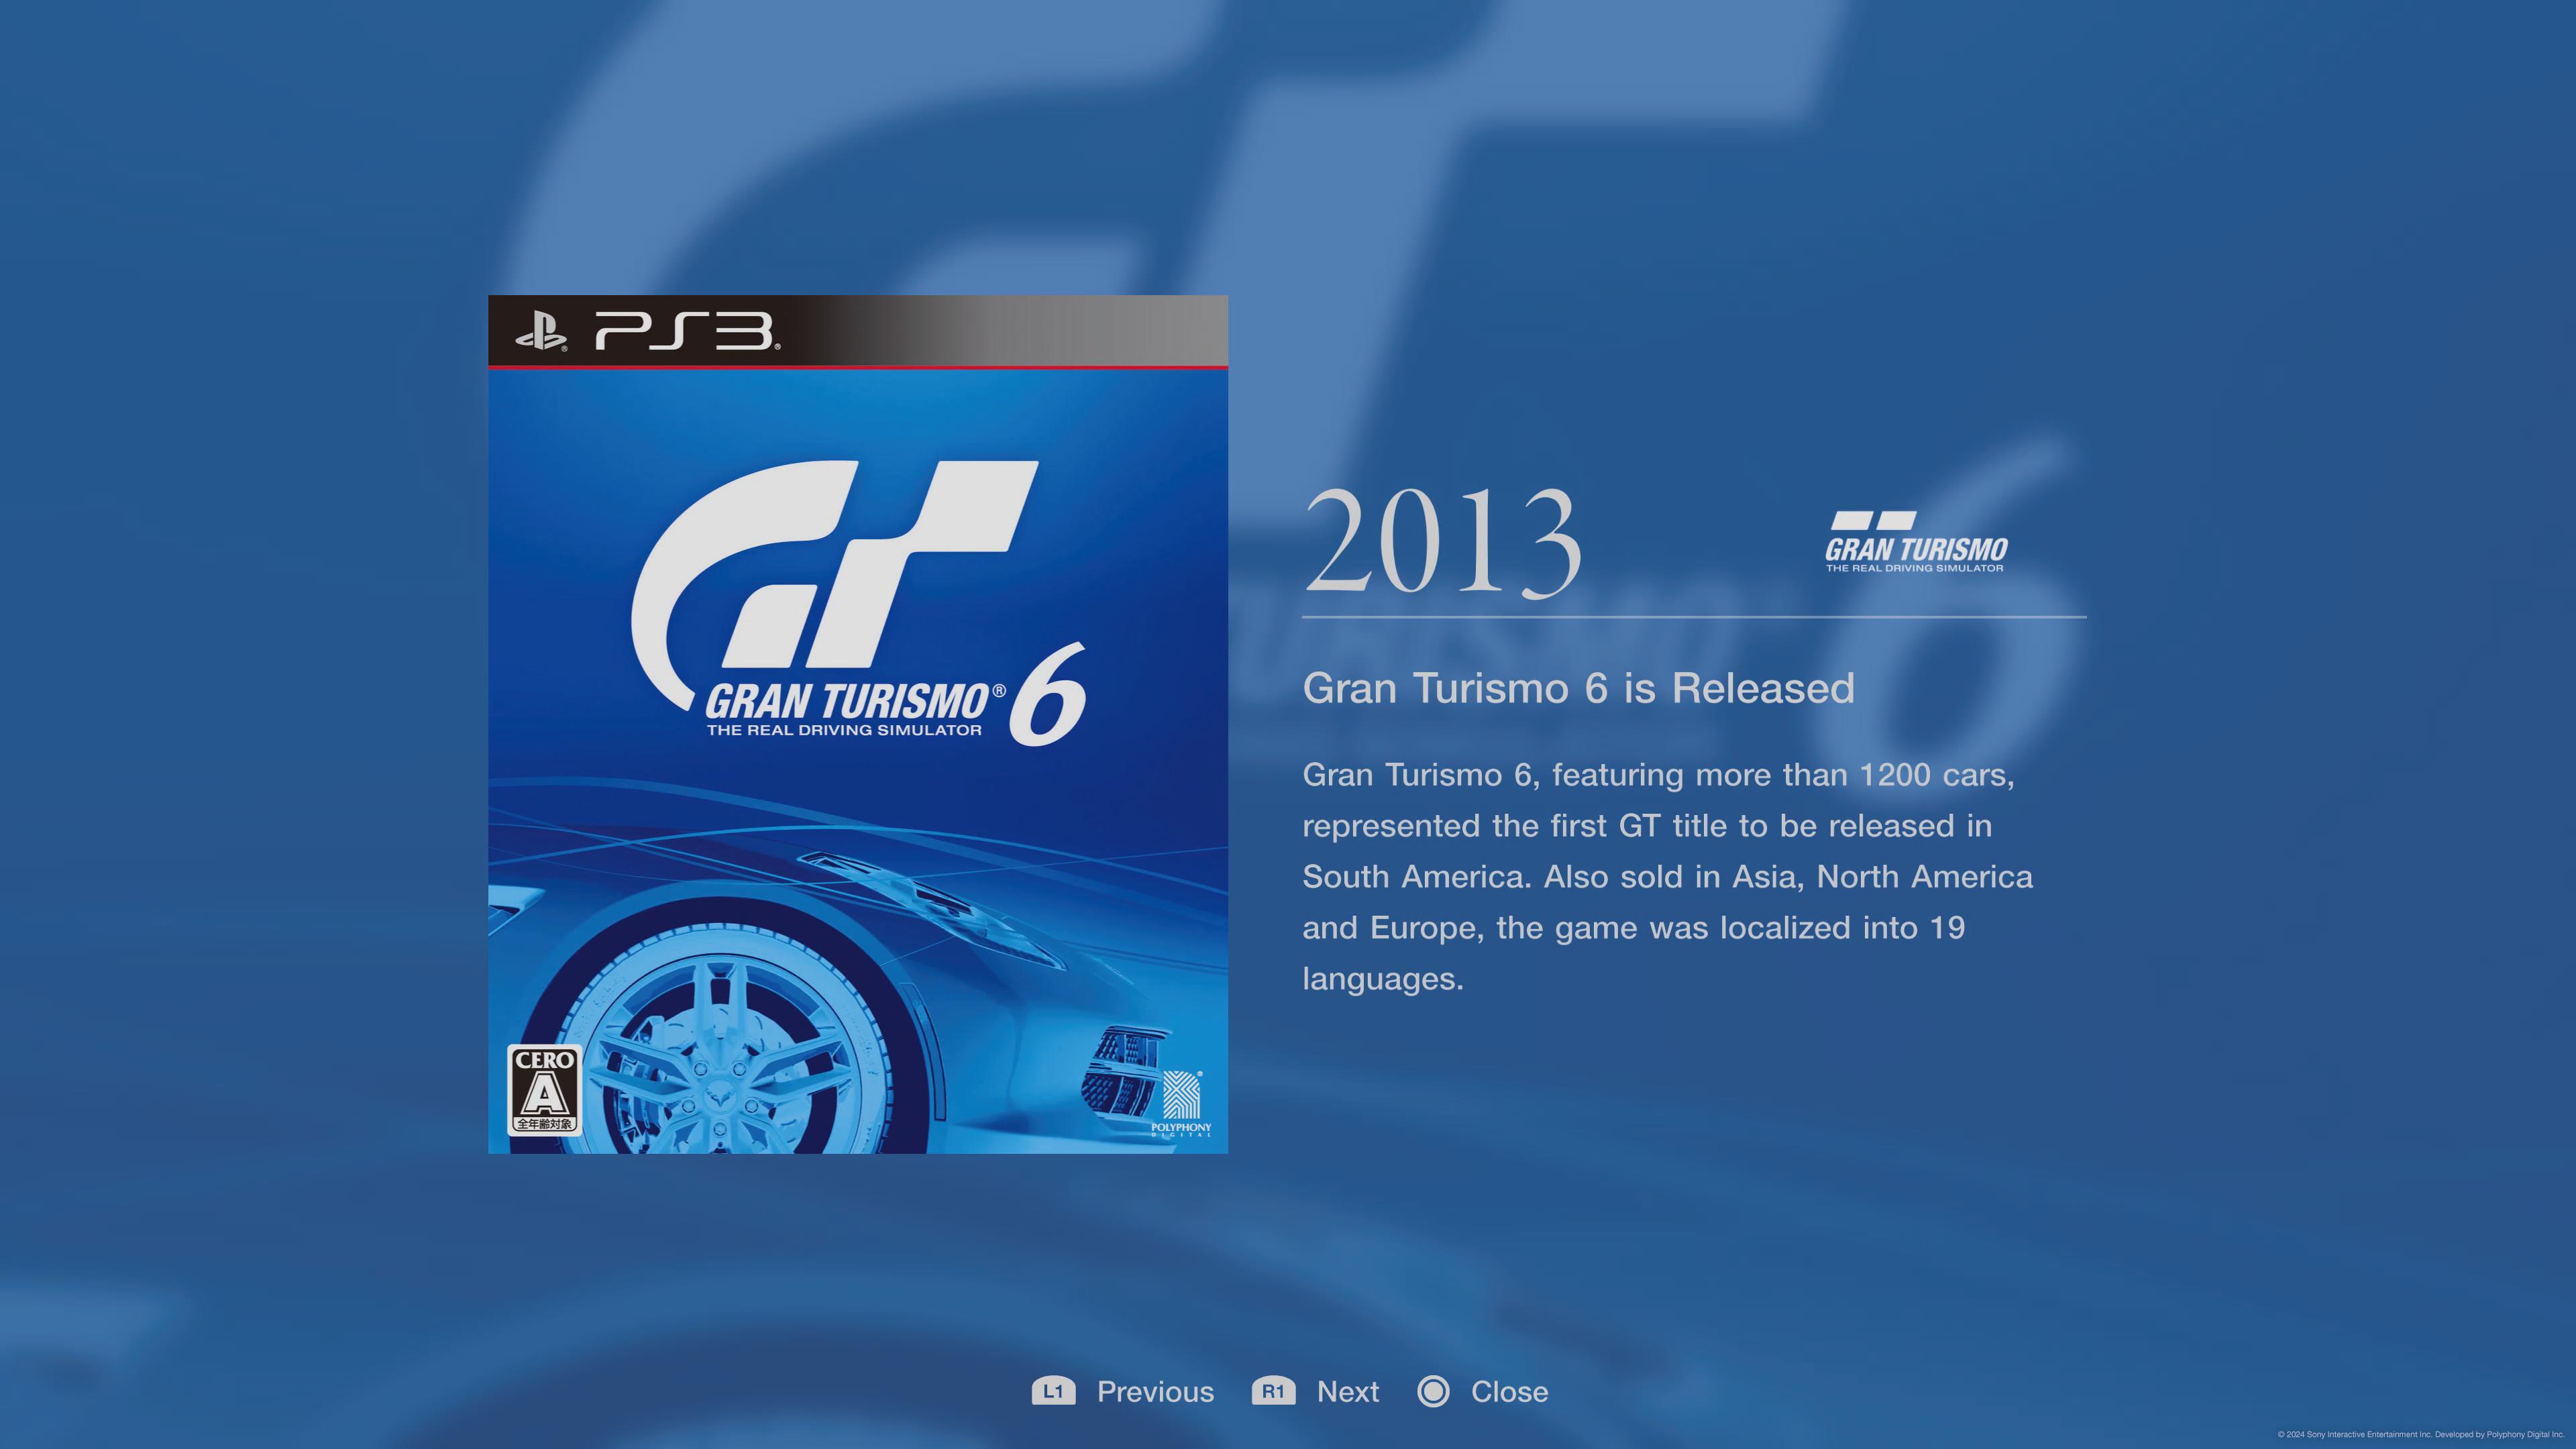 PS3
GRAN TURISMO® 6
THE REAL DRIVING SIMULATOR
CERO
A
全年齢対象
POLYPHONY
DIGITAL
2013
GRAN TURISMO
THE REAL DRIVING SIMULATOR
Gran Turismo 6 is Released
Gran Turismo 6, featuring more than 1200 cars,
represented the first GT title to be released in
South America. Also sold in Asia, North America
and Europe, the game was localized into 19
languages.
L1 Previous R1 Next Close
© 2024 Sony Interactive Entertainment Inc. Developed by Polyphony Digital Inc.